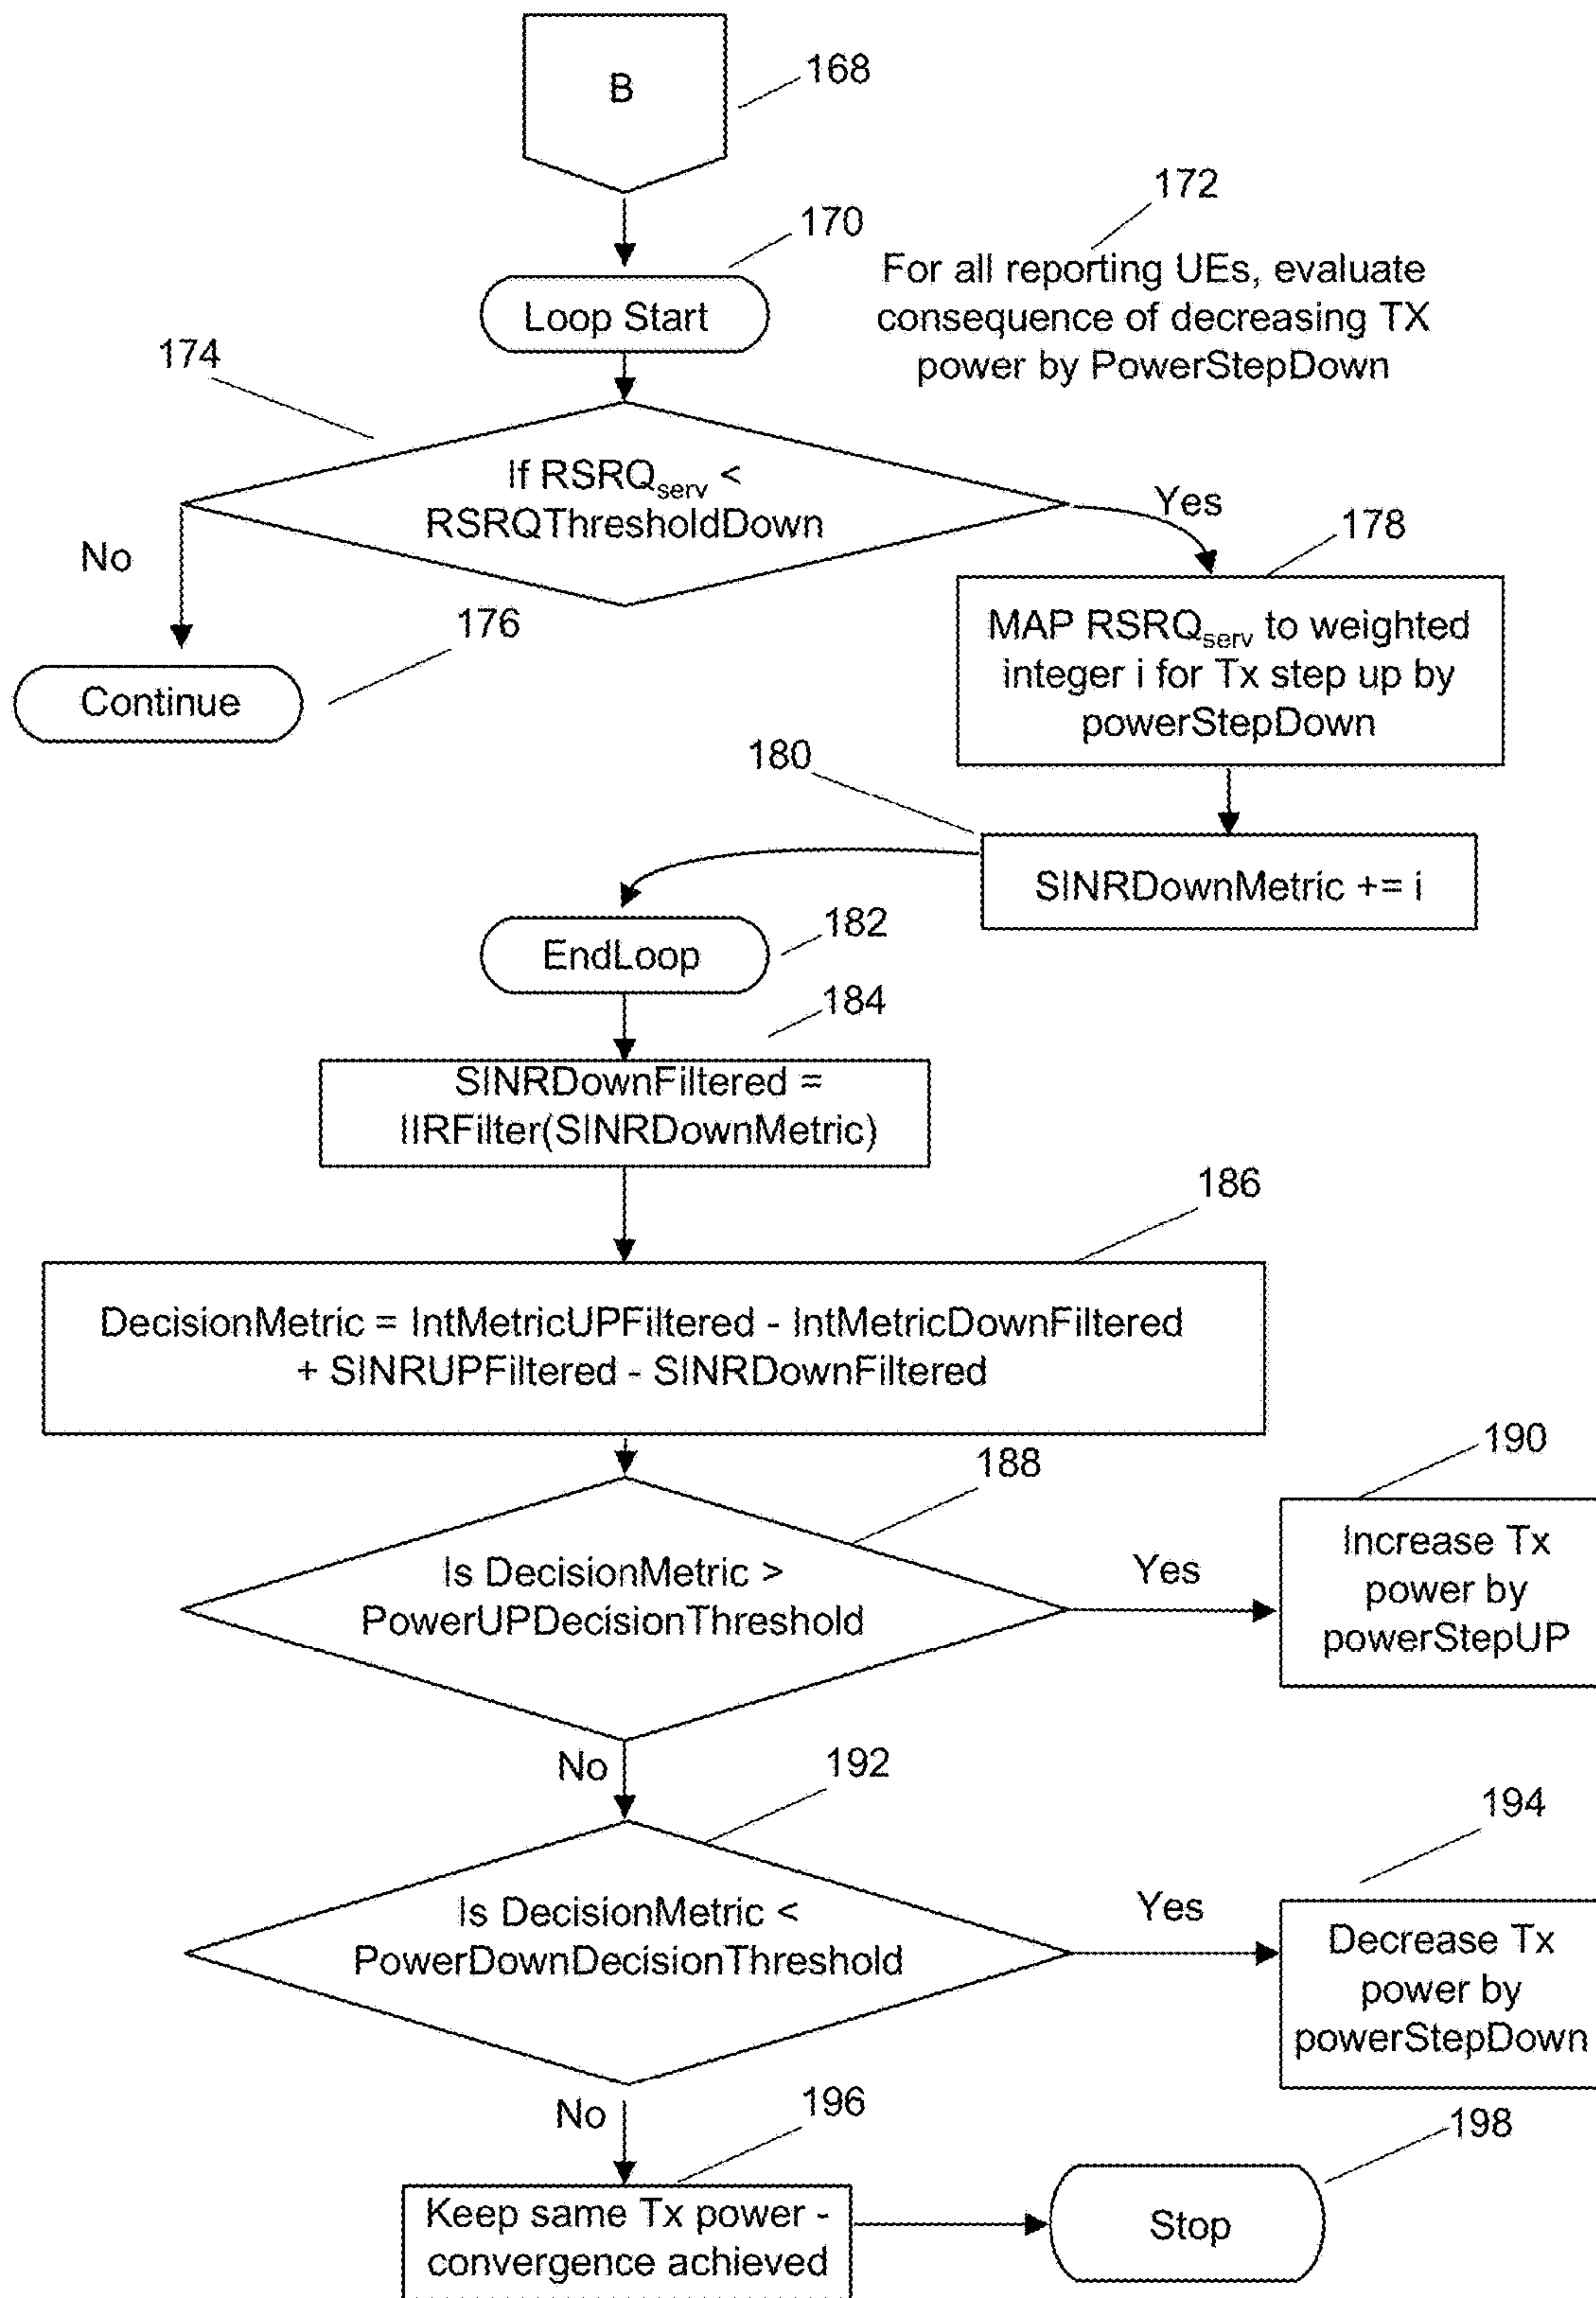 B
168
170
172
Loop Start
For all reporting UEs, evaluate
consequence of decreasing TX
power by PowerStepDown
174
If RSRQserv <
RSRQThresholdDown
Yes
No
178
176
Continue
MAP RSRQserv to weighted
integer i for Tx step up by
powerStepDown
180
SINRDownMetric += i
182
EndLoop
184
SINRDownFiltered =
IIRFilter(SINRDownMetric)
186
DecisionMetric = IntMetricUPFiltered - IntMetricDownFiltered
+ SINRUPFiltered - SINRDownFiltered
188
190
Is DecisionMetric >
PowerUPDecisionThreshold
Yes
Increase Tx
power by
powerStepUP
No
192
194
Is DecisionMetric <
PowerDownDecisionThreshold
Yes
Decrease Tx
power by
powerStepDown
No
196
198
Keep same Tx power -
convergence achieved
Stop